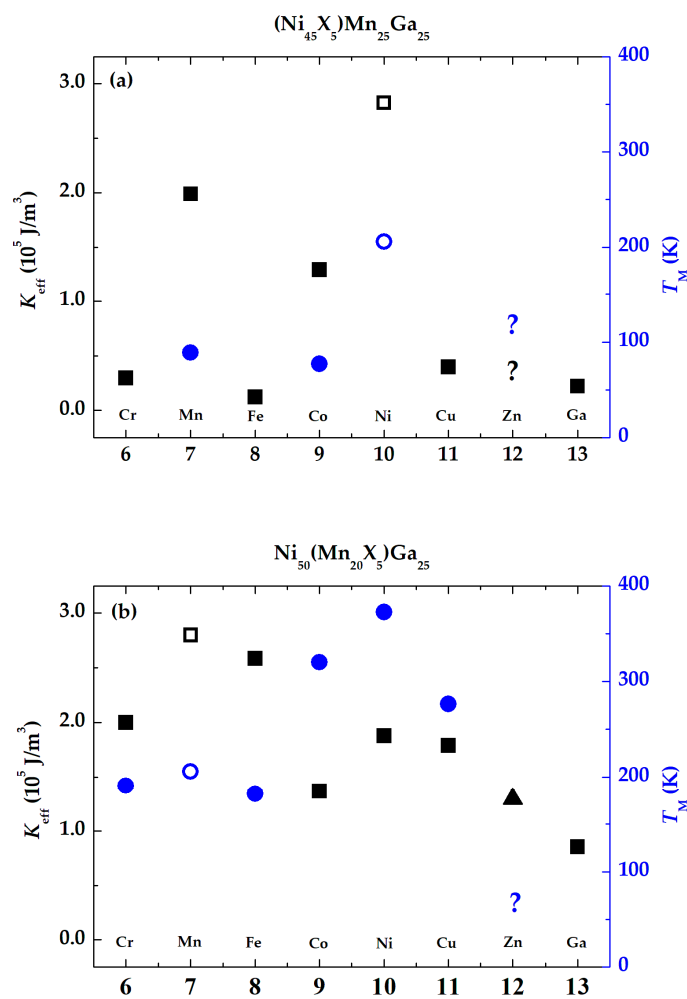 (Ni45X5)Mn25Ga25
(a)
3.0
2.0
1.0
0.0
Keff (10^5 J/m^3)
400
300
200
100
0
TM (K)
?
?
Cr Mn Fe Co Ni Cu Zn Ga
6 7 8 9 10 11 12 13
Ni50(Mn20X5)Ga25
(b)
3.0
2.0
1.0
0.0
Keff (10^5 J/m^3)
400
300
200
100
0
TM (K)
?
Cr Mn Fe Co Ni Cu Zn Ga
6 7 8 9 10 11 12 13